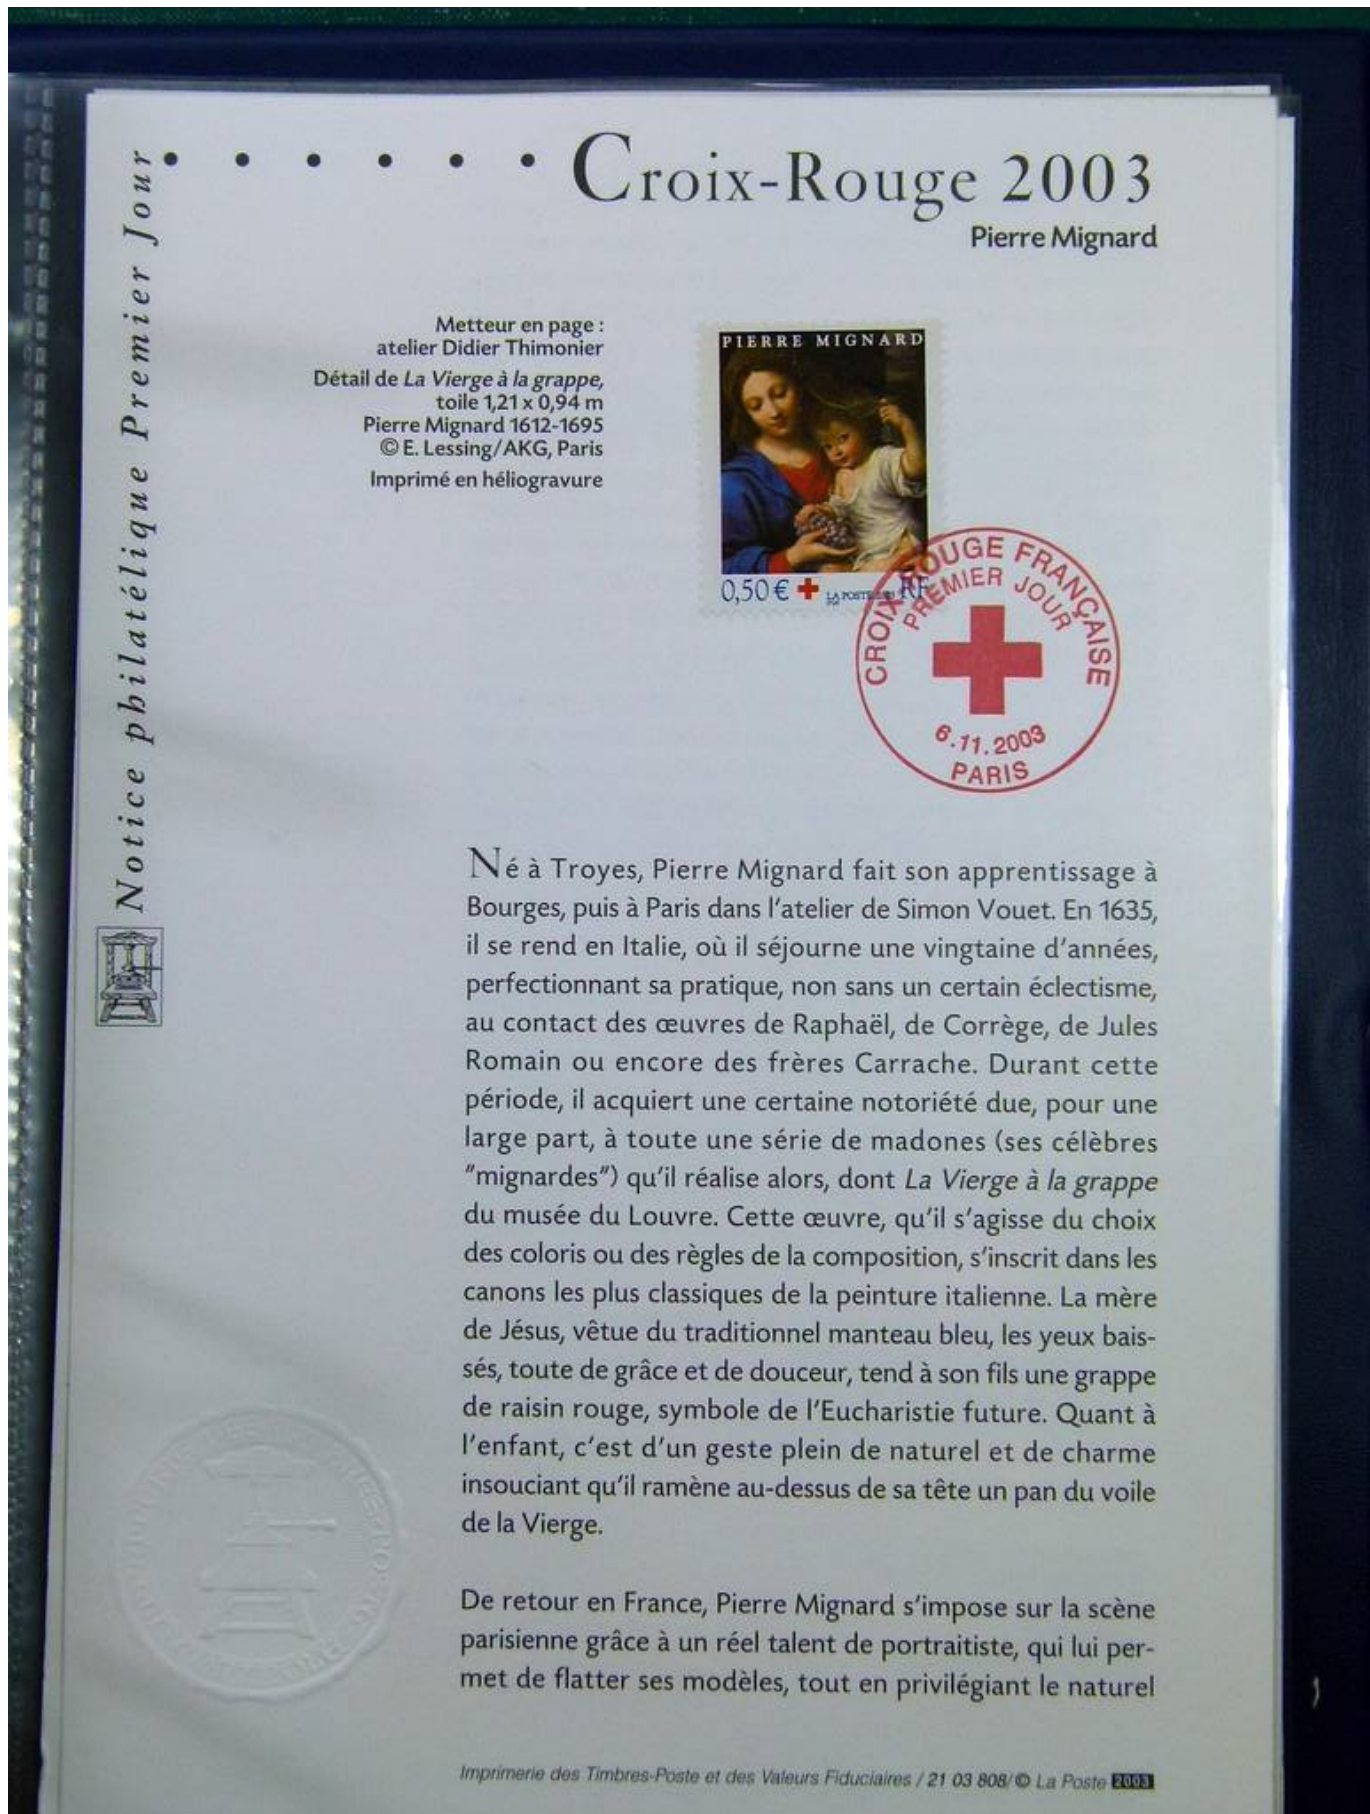 Croix-Rouge 2003
Pierre Mignard
Notice philatélique Premier Jour
Metteur en page :
atelier Didier Thimonier
Détail de La Vierge à la grappe,
toile 1,21 x 0,94 m
Pierre Mignard 1612-1695
© E. Lessing/AKG, Paris
Imprimé en héliogravure
PIERRE MIGNARD
0,50 € LA POSTE RF
CROIX-ROUGE FRANÇAISE
PREMIER JOUR
6.11.2003
PARIS
Né à Troyes, Pierre Mignard fait son apprentissage à
Bourges, puis à Paris dans l'atelier de Simon Vouet. En 1635,
il se rend en Italie, où il séjourne une vingtaine d'années,
perfectionnant sa pratique, non sans un certain éclectisme,
au contact des œuvres de Raphaël, de Corrège, de Jules
Romain ou encore des frères Carrache. Durant cette
période, il acquiert une certaine notoriété due, pour une
large part, à toute une série de madones (ses célèbres
"mignardes") qu'il réalise alors, dont La Vierge à la grappe
du musée du Louvre. Cette œuvre, qu'il s'agisse du choix
des coloris ou des règles de la composition, s'inscrit dans les
canons les plus classiques de la peinture italienne. La mère
de Jésus, vêtue du traditionnel manteau bleu, les yeux bais-
sés, toute de grâce et de douceur, tend à son fils une grappe
de raisin rouge, symbole de l'Eucharistie future. Quant à
l'enfant, c'est d'un geste plein de naturel et de charme
insouciant qu'il ramène au-dessus de sa tête un pan du voile
de la Vierge.
De retour en France, Pierre Mignard s'impose sur la scène
parisienne grâce à un réel talent de portraitiste, qui lui per-
met de flatter ses modèles, tout en privilégiant le naturel
Imprimerie des Timbres-Poste et des Valeurs Fiduciaires / 21 03 808/ © La Poste 2003